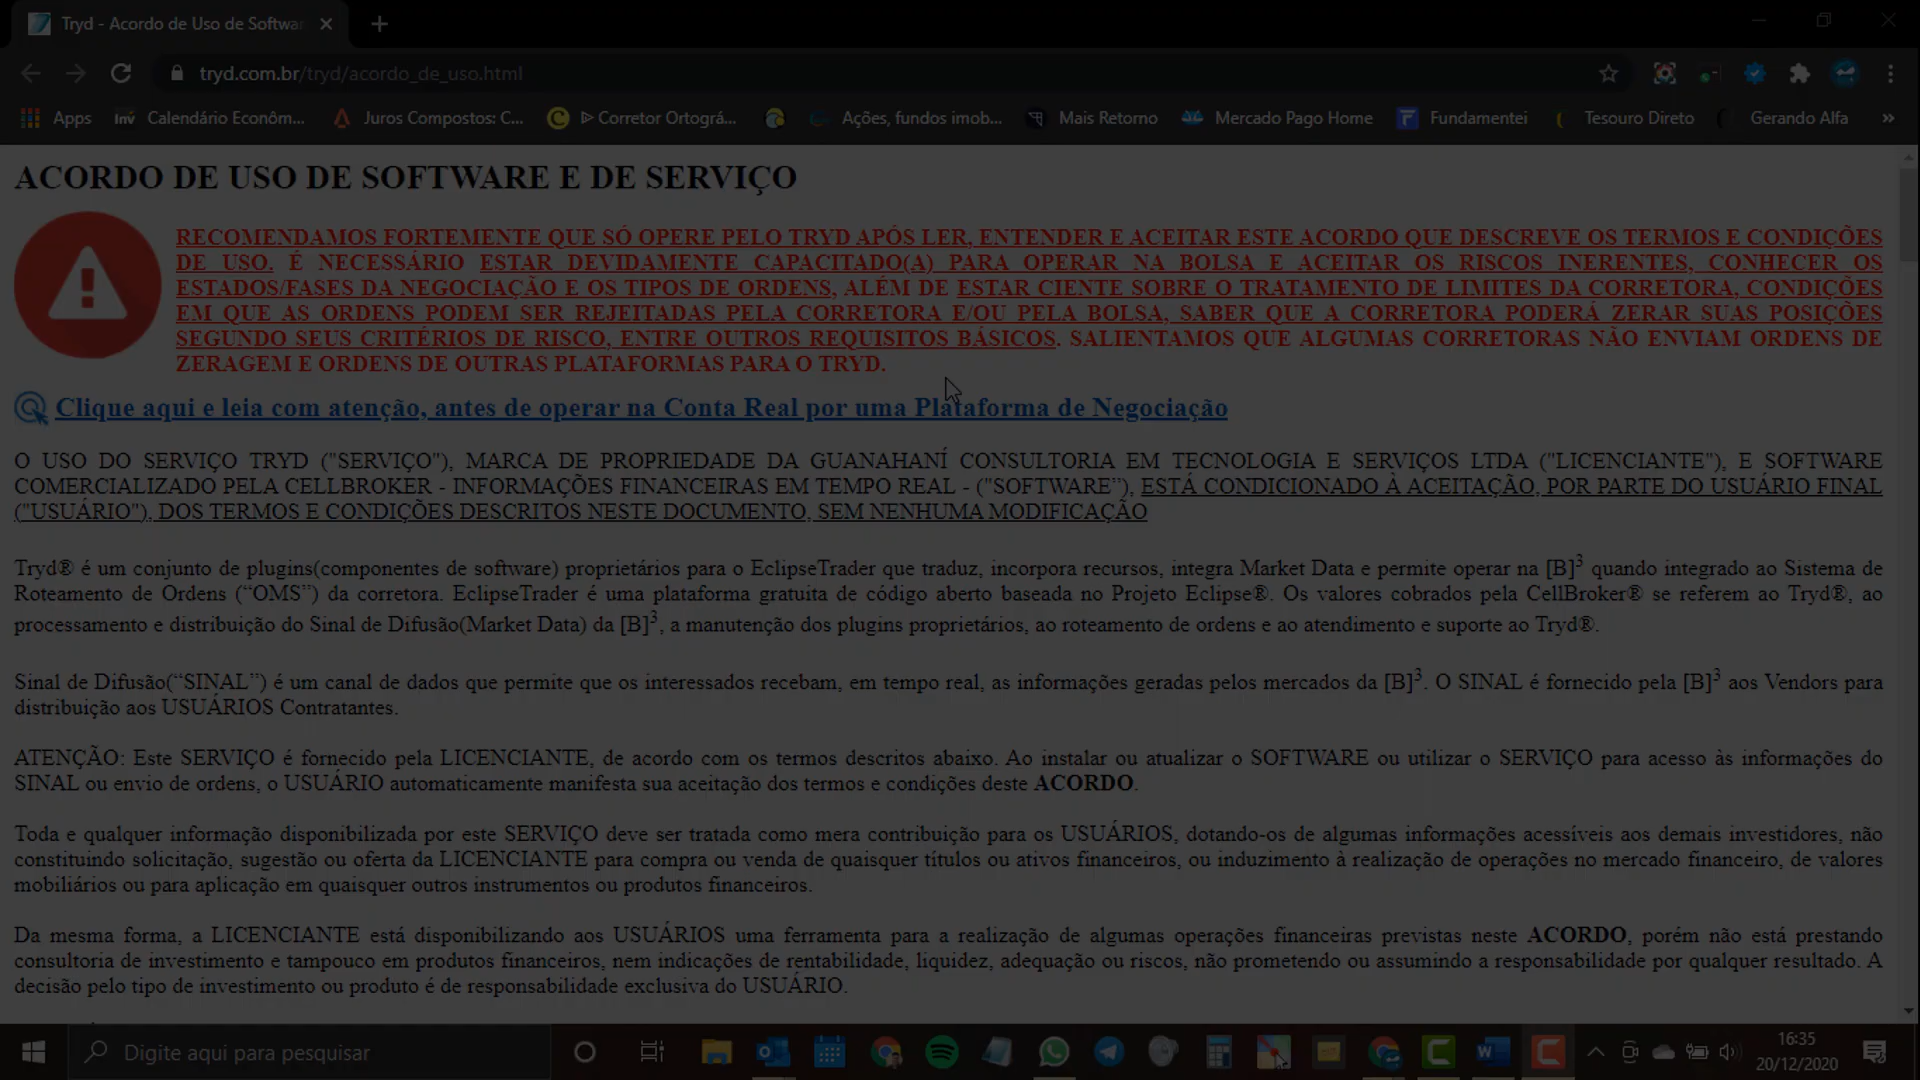 Tryd - Acordo de Uso de Softwar
tryd.com.br/tryd/acordo_de_uso.html
Apps
Inv Calendário Econôm...
Juros Compostos: C...
ᐅ Corretor Ortográ...
Ações, fundos imob...
Mais Retorno
Mercado Pago Home
Fundamentei
Tesouro Direto
Gerando Alfa
»
ACORDO DE USO DE SOFTWARE E DE SERVIÇO
RECOMENDAMOS FORTEMENTE QUE SÓ OPERE PELO TRYD APÓS LER, ENTENDER E ACEITAR ESTE ACORDO QUE DESCREVE OS TERMOS E CONDIÇÕES
DE USO. É NECESSÁRIO ESTAR DEVIDAMENTE CAPACITADO(A) PARA OPERAR NA BOLSA E ACEITAR OS RISCOS INERENTES, CONHECER OS
ESTADOS/FASES DA NEGOCIAÇÃO E OS TIPOS DE ORDENS, ALÉM DE ESTAR CIENTE SOBRE O TRATAMENTO DE LIMITES DA CORRETORA, CONDIÇÕES
EM QUE AS ORDENS PODEM SER REJEITADAS PELA CORRETORA E/OU PELA BOLSA, SABER QUE A CORRETORA PODERÁ ZERAR SUAS POSIÇÕES
SEGUNDO SEUS CRITÉRIOS DE RISCO, ENTRE OUTROS REQUISITOS BÁSICOS. SALIENTAMOS QUE ALGUMAS CORRETORAS NÃO ENVIAM ORDENS DE
ZERAGEM E ORDENS DE OUTRAS PLATAFORMAS PARA O TRYD.
Clique aqui e leia com atenção, antes de operar na Conta Real por uma Plataforma de Negociação
O USO DO SERVIÇO TRYD ("SERVIÇO"), MARCA DE PROPRIEDADE DA GUANAHANÍ CONSULTORIA EM TECNOLOGIA E SERVIÇOS LTDA ("LICENCIANTE"), E SOFTWARE
COMERCIALIZADO PELA CELLBROKER - INFORMAÇÕES FINANCEIRAS EM TEMPO REAL - ("SOFTWARE”), ESTÁ CONDICIONADO À ACEITAÇÃO, POR PARTE DO USUÁRIO FINAL
("USUÁRIO"), DOS TERMOS E CONDIÇÕES DESCRITOS NESTE DOCUMENTO, SEM NENHUMA MODIFICAÇÃO
Tryd® é um conjunto de plugins(componentes de software) proprietários para o EclipseTrader que traduz, incorpora recursos, integra Market Data e permite operar na [B]³ quando integrado ao Sistema de
Roteamento de Ordens (“OMS”) da corretora. EclipseTrader é uma plataforma gratuita de código aberto baseada no Projeto Eclipse®. Os valores cobrados pela CellBroker® se referem ao Tryd®, ao
processamento e distribuição do Sinal de Difusão(Market Data) da [B]³, a manutenção dos plugins proprietários, ao roteamento de ordens e ao atendimento e suporte ao Tryd®.
Sinal de Difusão(“SINAL”) é um canal de dados que permite que os interessados recebam, em tempo real, as informações geradas pelos mercados da [B]³. O SINAL é fornecido pela [B]³ aos Vendors para
distribuição aos USUÁRIOS Contratantes.
ATENÇÃO: Este SERVIÇO é fornecido pela LICENCIANTE, de acordo com os termos descritos abaixo. Ao instalar ou atualizar o SOFTWARE ou utilizar o SERVIÇO para acesso às informações do
SINAL ou envio de ordens, o USUÁRIO automaticamente manifesta sua aceitação dos termos e condições deste ACORDO.
Toda e qualquer informação disponibilizada por este SERVIÇO deve ser tratada como mera contribuição para os USUÁRIOS, dotando-os de algumas informações acessíveis aos demais investidores, não
constituindo solicitação, sugestão ou oferta da LICENCIANTE para compra ou venda de quaisquer títulos ou ativos financeiros, ou induzimento à realização de operações no mercado financeiro, de valores
mobiliários ou para aplicação em quaisquer outros instrumentos ou produtos financeiros.
Da mesma forma, a LICENCIANTE está disponibilizando aos USUÁRIOS uma ferramenta para a realização de algumas operações financeiras previstas neste ACORDO, porém não está prestando
consultoria de investimento e tampouco em produtos financeiros, nem indicações de rentabilidade, liquidez, adequação ou riscos, não prometendo ou assumindo a responsabilidade por qualquer resultado. A
decisão pelo tipo de investimento ou produto é de responsabilidade exclusiva do USUÁRIO.
Digite aqui para pesquisar
16:35
20/12/2020